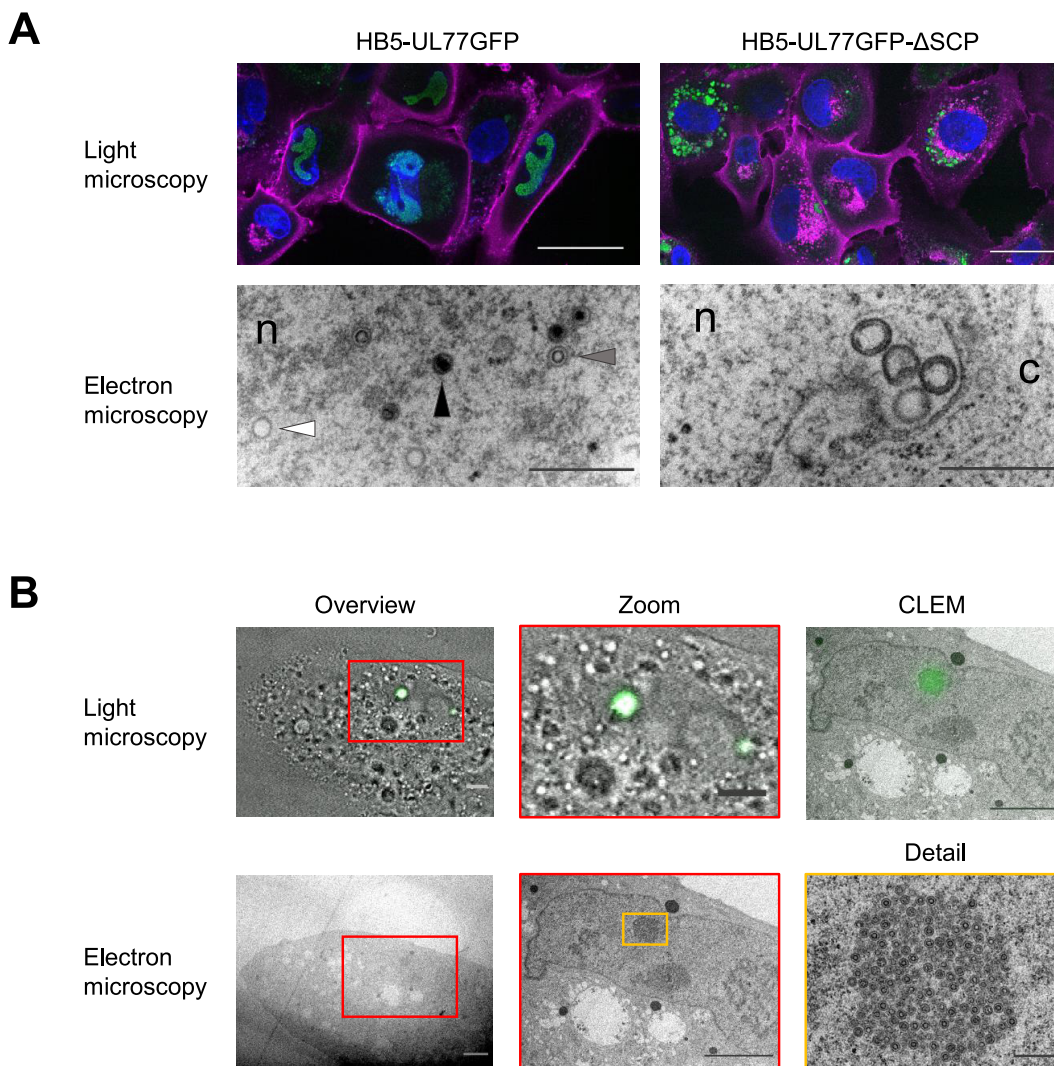 A
HB5-UL77GFP
HB5-UL77GFP-ΔSCP
Light
microscopy
Electron
microscopy
n
n
c
B
Overview
Zoom
CLEM
Light
microscopy
Detail
Electron
microscopy